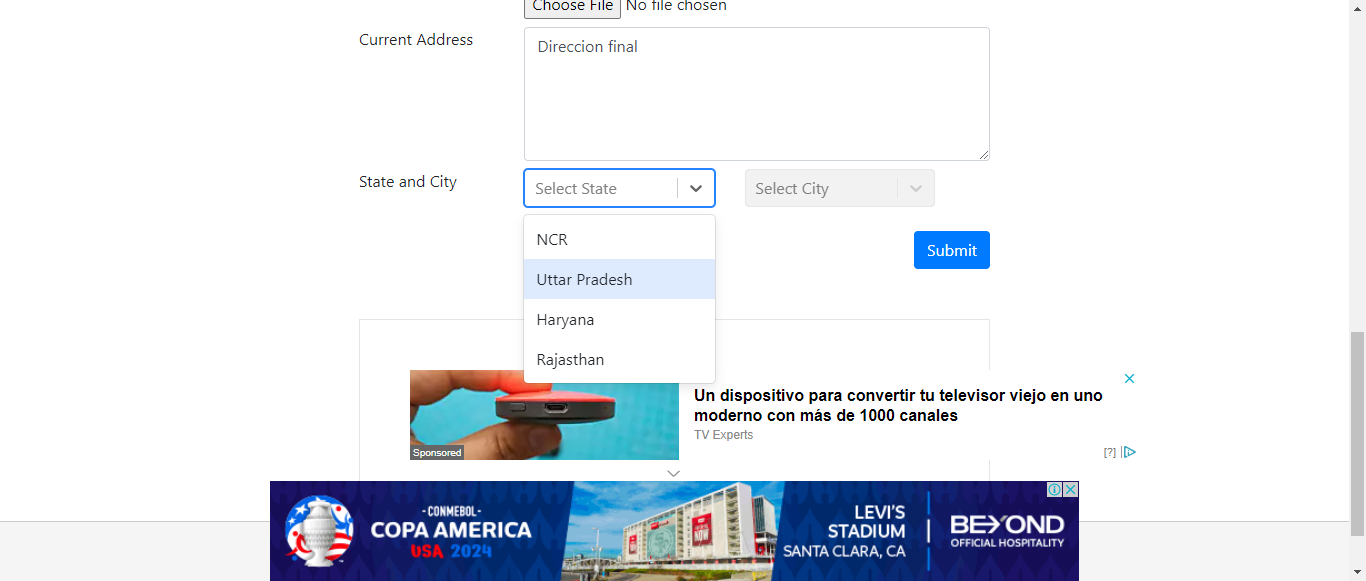 Choose File No file chosen
Current Address
Direccion final
State and City
Select State
Select City
NCR
Submit
Uttar Pradesh
Haryana
Rajasthan
Un dispositivo para convertir tu televisor viejo en uno
moderno con más de 1000 canales
TV Experts
Sponsored
[?]
-CONMEBOL-
COPA AMERICA
USA 2024
LEVI'S
STADIUM
SANTA CLARA, CA
BEYOND
OFFICIAL HOSPITALITY